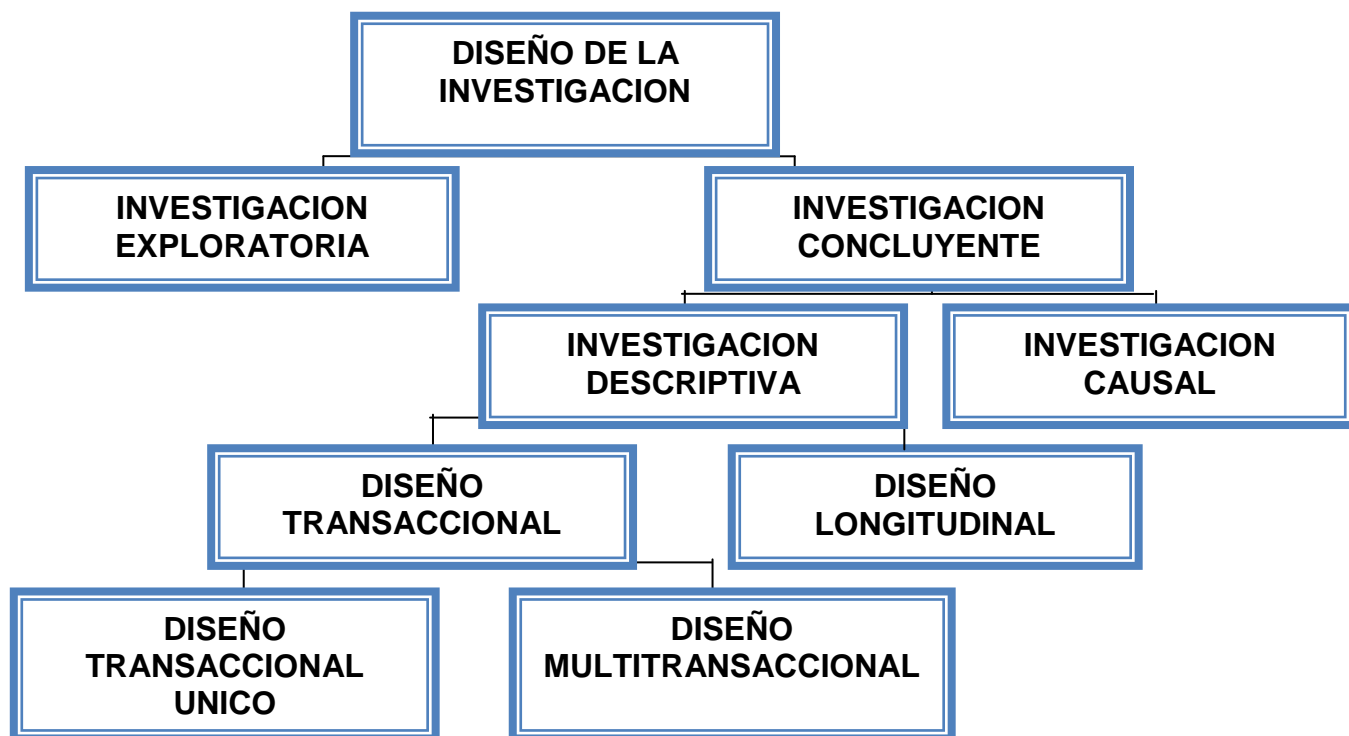 DISEÑO DE LA
INVESTIGACION
INVESTIGACION
EXPLORATORIA
INVESTIGACION
CONCLUYENTE
INVESTIGACION
DESCRIPTIVA
INVESTIGACION
CAUSAL
DISEÑO
TRANSACCIONAL
DISEÑO
LONGITUDINAL
DISEÑO
TRANSACCIONAL
UNICO
DISEÑO
MULTITRANSACCIONAL